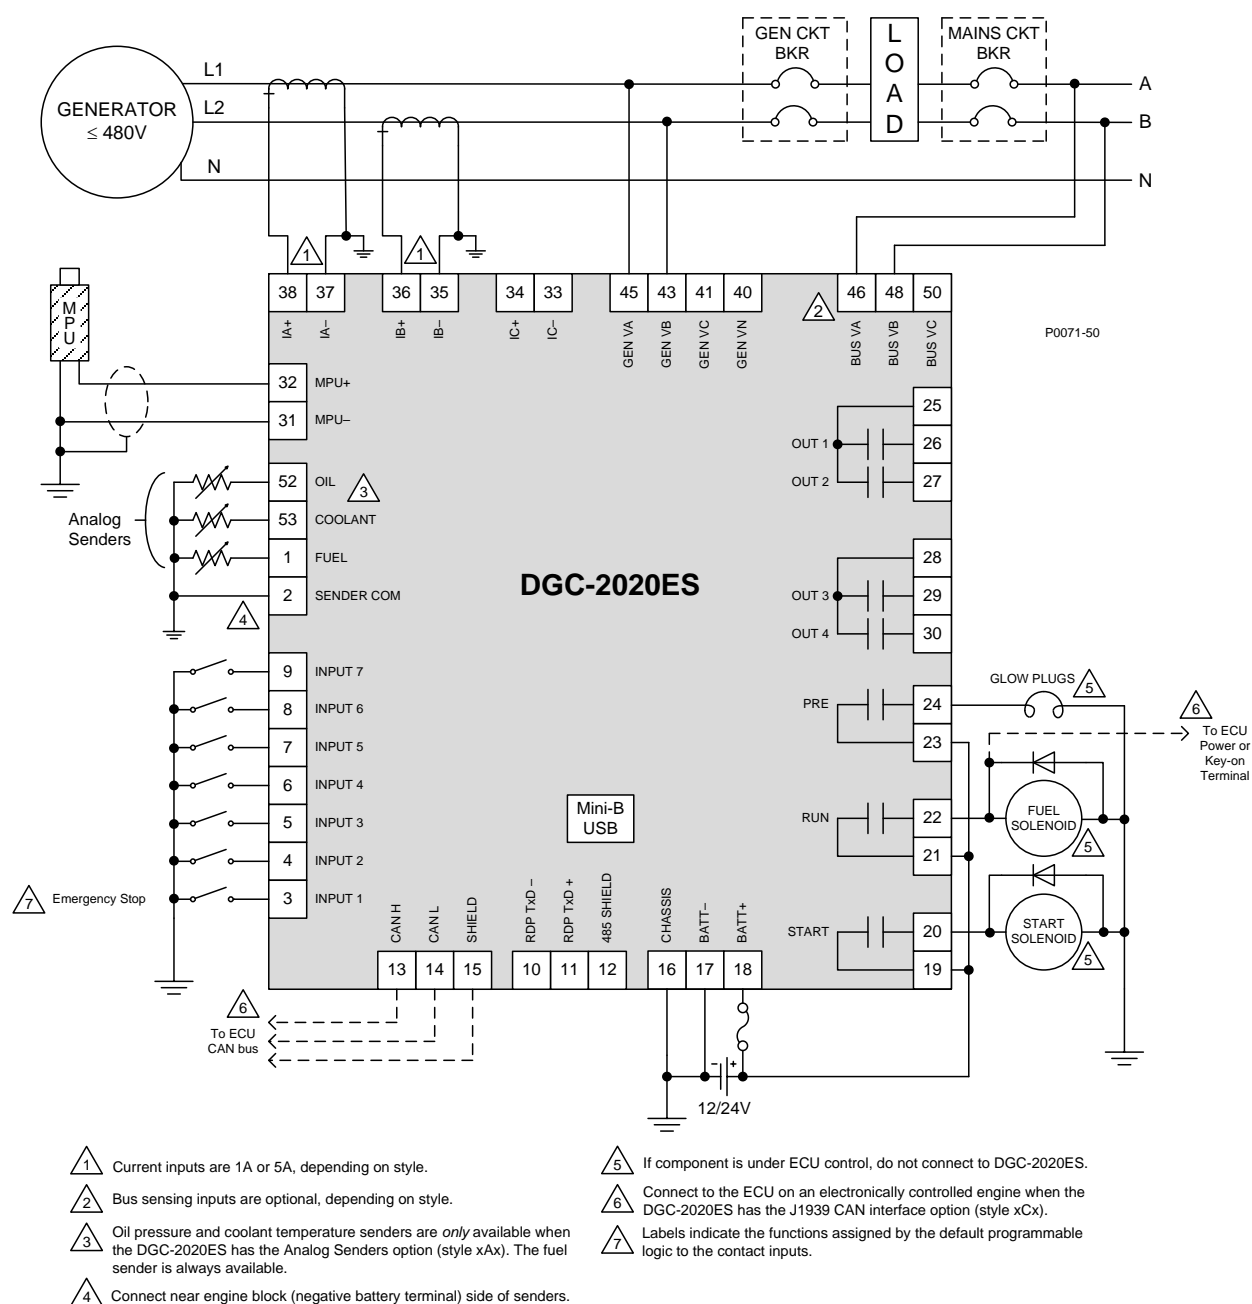 GEN CKT
BKR
LOAD
MAINS CKT
BKR
L1
A
GENERATOR
≤ 480V
L2
B
N
N
1
1
38 37 36 35 34 33 45 43 41 40 46 48 50
2
IA+ IA– IB+ IB– IC+ IC– GEN VA GEN VB GEN VC GEN VN BUS VA BUS VB BUS VC
P0071-50
MPU
32 MPU+
31 MPU–
25
OUT 1 26
OUT 2 27
Analog
Senders
52 OIL
3
53 COOLANT
1 FUEL
2 SENDER COM
4
DGC-2020ES
28
OUT 3 29
OUT 4 30
9 INPUT 7
8 INPUT 6
7 INPUT 5
6 INPUT 4
5 INPUT 3
4 INPUT 2
7 Emergency Stop 3 INPUT 1
PRE 24
23
GLOW PLUGS 5
6
To ECU
Power or
Key-on
Terminal
Mini-B
USB
RUN 22
21
FUEL
SOLENOID
5
START 20
19
START
SOLENOID
5
CAN H CAN L SHIELD RDP TxD – RDP TxD + 485 SHIELD CHASSIS BATT– BATT+
13 14 15 10 11 12 16 17 18
6
To ECU
CAN bus
- +
12/24V
1 Current inputs are 1A or 5A, depending on style.
2 Bus sensing inputs are optional, depending on style.
3 Oil pressure and coolant temperature senders are only available when
the DGC-2020ES has the Analog Senders option (style xAx). The fuel
sender is always available.
4 Connect near engine block (negative battery terminal) side of senders.
5 If component is under ECU control, do not connect to DGC-2020ES.
6 Connect to the ECU on an electronically controlled engine when the
DGC-2020ES has the J1939 CAN interface option (style xCx).
7 Labels indicate the functions assigned by the default programmable
logic to the contact inputs.